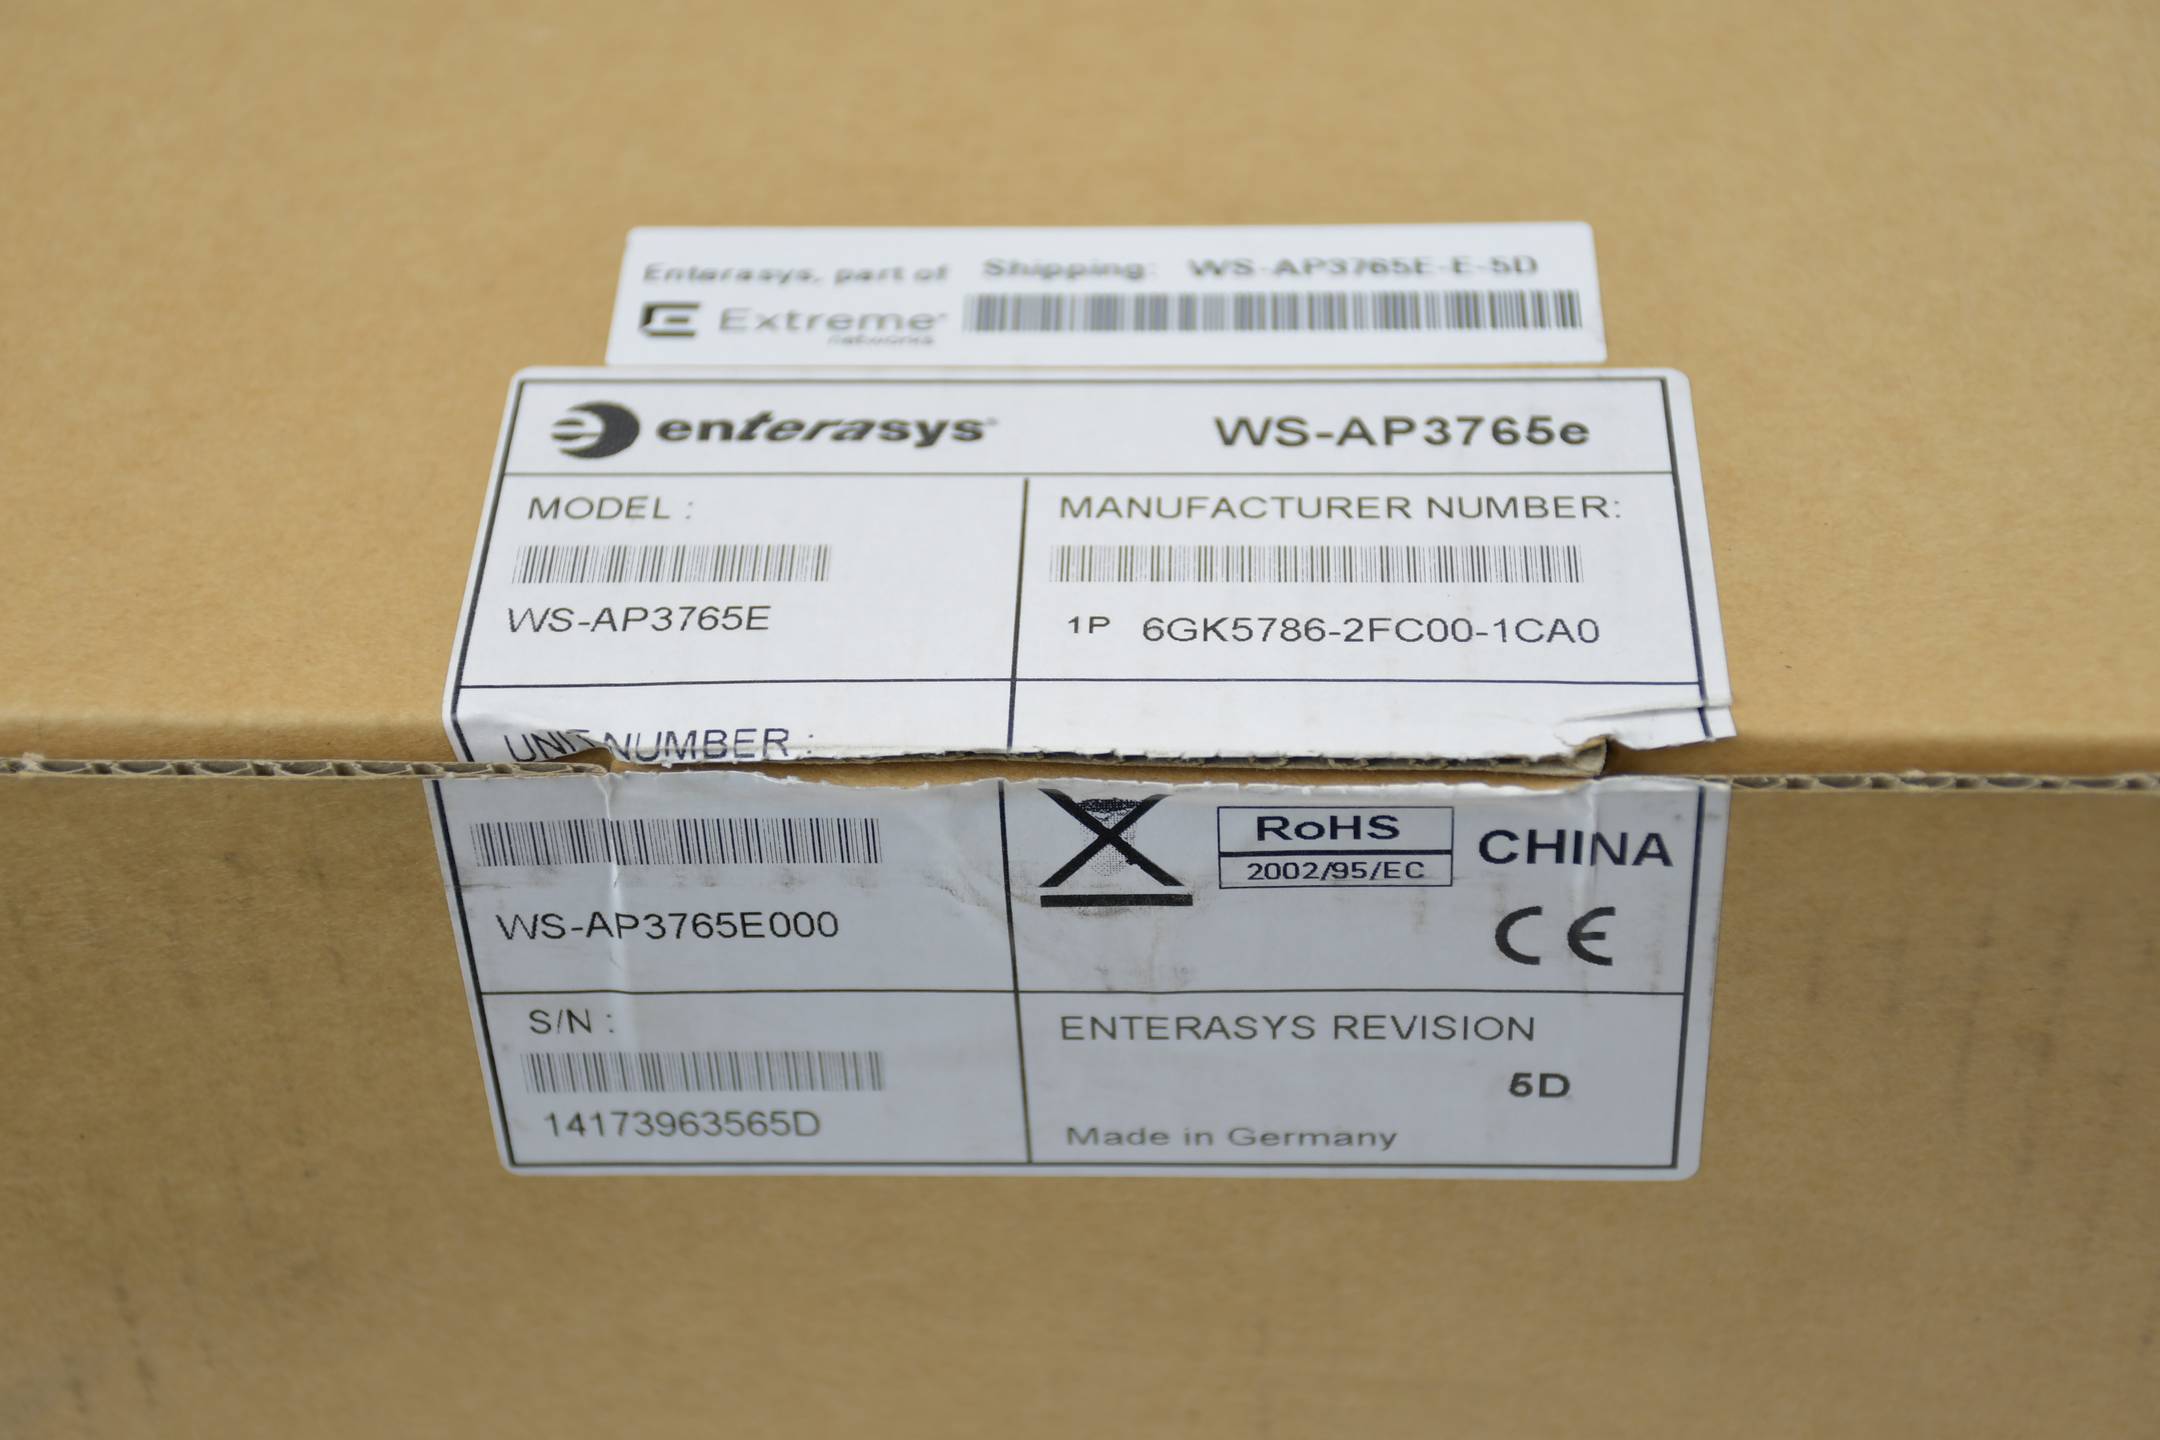 Enterasys, part of
Shipping: WS-AP3765E-E-5D
Extreme
networks
enterasys
WS-AP3765e
MODEL :
WS-AP3765E
MANUFACTURER NUMBER:
1P 6GK5786-2FC00-1CA0
UNIT NUMBER :
WS-AP3765E000
RoHS
2002/95/EC
CHINA
CE
S/N :
14173963565D
ENTERASYS REVISION
5D
Made in Germany